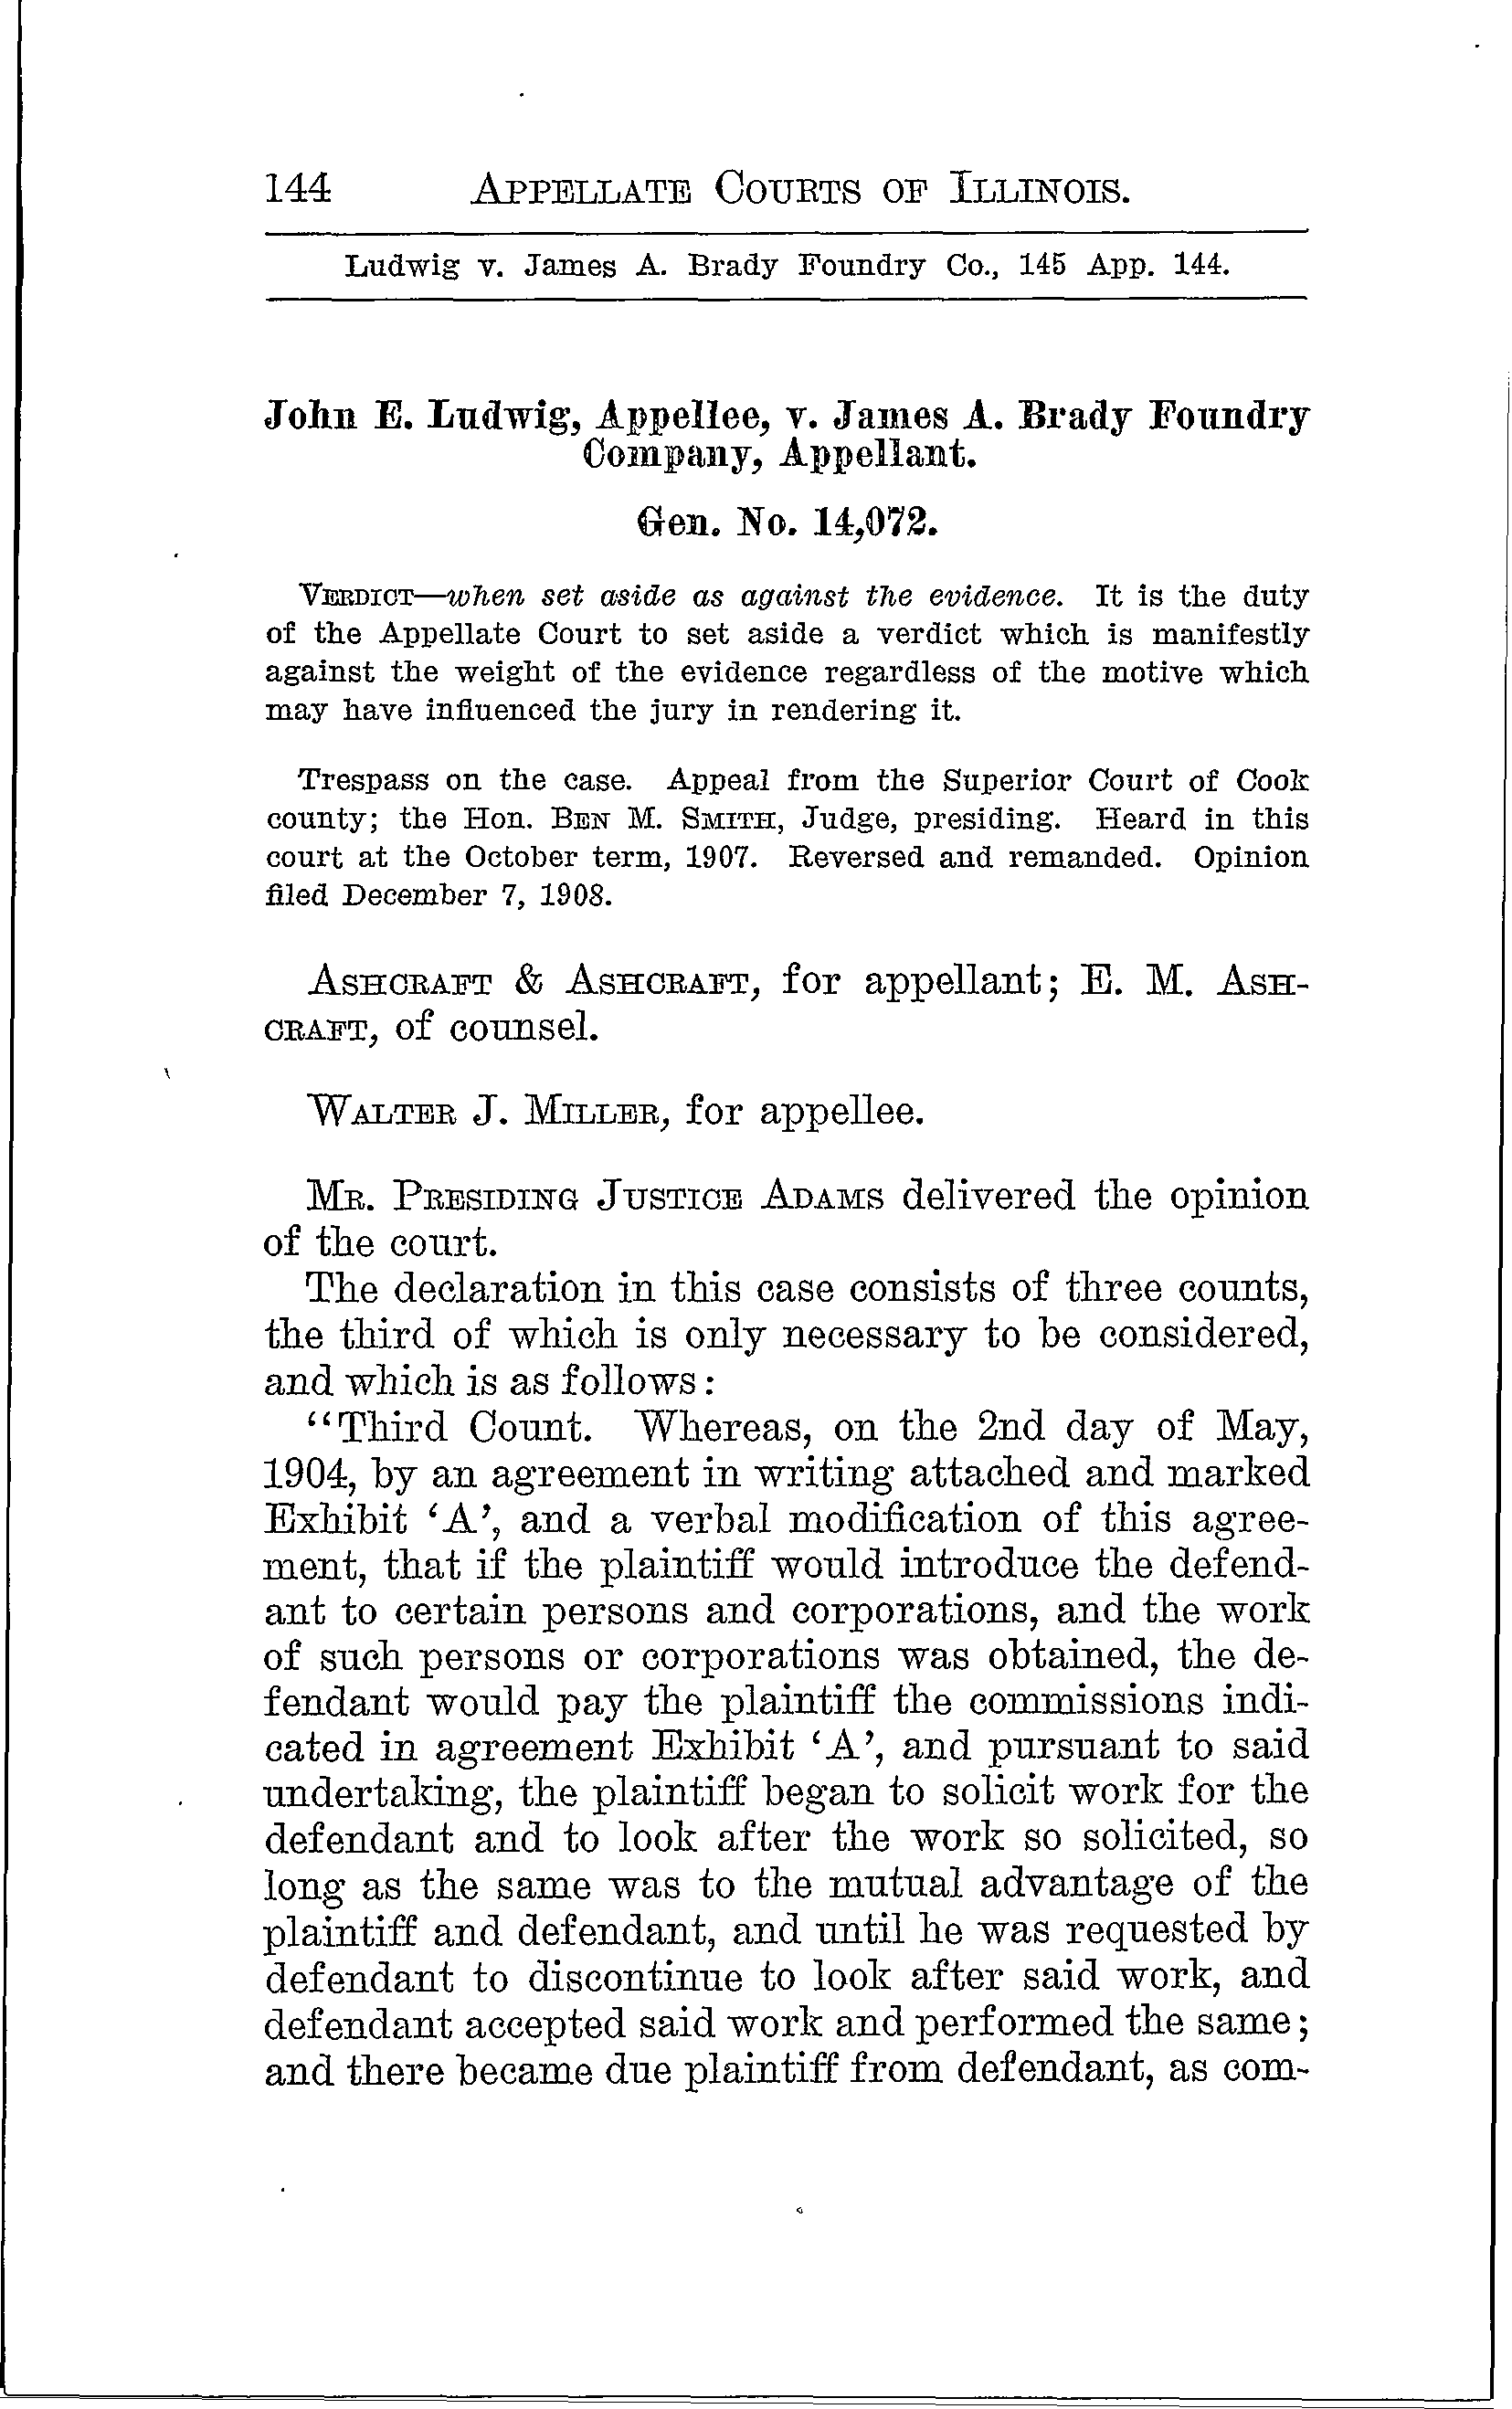 144 APPELLATE COURTS OF ILLINOIS.
Ludwig v. James A. Brady Foundry Co., 145 App. 144.
John E. Ludwig, Appellee, v. James A. Brady Foundry
Company, Appellant.
Gen. No. 14,072.
VERDICT—when set aside as against the evidence. It is the duty
of the Appellate Court to set aside a verdict which is manifestly
against the weight of the evidence regardless of the motive which
may have influenced the jury in rendering it.
Trespass on the case. Appeal from the Superior Court of Cook
county; the Hon. BEN M. SMITH, Judge, presiding. Heard in this
court at the October term, 1907. Reversed and remanded. Opinion
filed December 7, 1908.
ASHCRAFT & ASHCRAFT, for appellant; E. M. ASH-
CRAFT, of counsel.
WALTER J. MILLER, for appellee.
MR. PRESIDING JUSTICE ADAMS delivered the opinion
of the court.
The declaration in this case consists of three counts,
the third of which is only necessary to be considered,
and which is as follows:
"Third Count. Whereas, on the 2nd day of May,
1904, by an agreement in writing attached and marked
Exhibit 'A', and a verbal modification of this agree-
ment, that if the plaintiff would introduce the defend-
ant to certain persons and corporations, and the work
of such persons or corporations was obtained, the de-
fendant would pay the plaintiff the commissions indi-
cated in agreement Exhibit 'A', and pursuant to said
undertaking, the plaintiff began to solicit work for the
defendant and to look after the work so solicited, so
long as the same was to the mutual advantage of the
plaintiff and defendant, and until he was requested by
defendant to discontinue to look after said work, and
defendant accepted said work and performed the same;
and there became due plaintiff from defendant, as com-